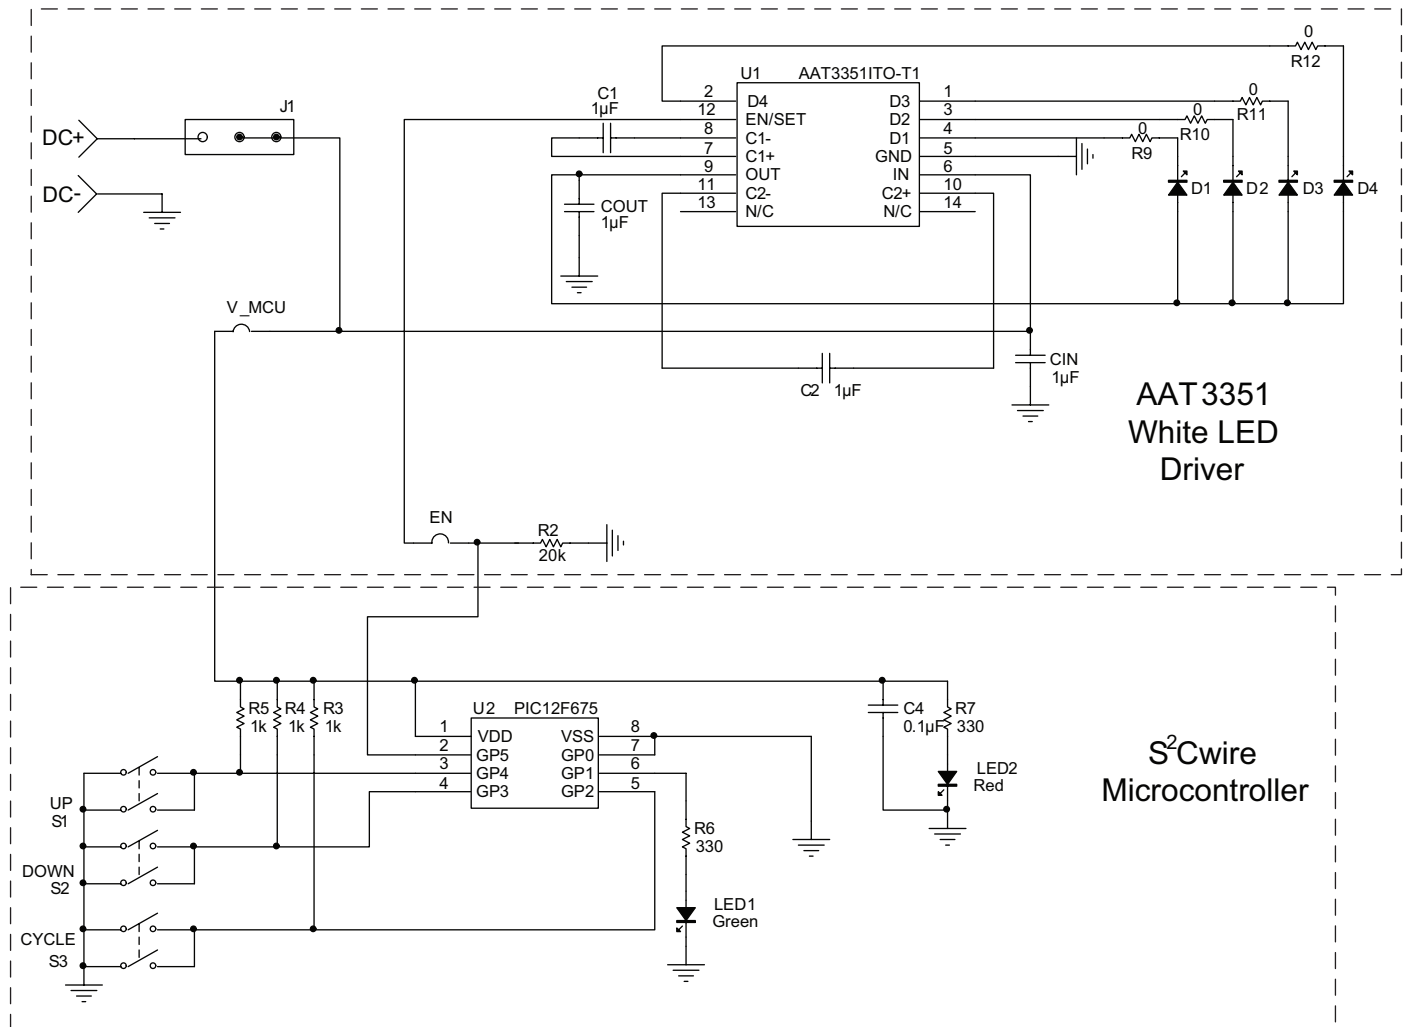 0
R12
U1 AAT3351ITO-T1
C1
1µF
2 D4 D3 1
0
R11
12 EN/SET D2 3
0
R10
8 C1- D1 4
0
R9
7 C1+ GND 5
9 OUT IN 6
11 C2- C2+ 10
13 N/C N/C 14
J1
DC+
DC-
COUT
1µF
D1 D2 D3 D4
V_MCU
CIN
1µF
C2 1µF
AAT3351
White LED
Driver
EN
R2
20k
R5
1k
R4
1k
R3
1k
U2 PIC12F675
1 VDD VSS 8
2 GP5 GP0 7
3 GP4 GP1 6
4 GP3 GP2 5
C4
0.1µF
R7
330
LED2
Red
S2Cwire
Microcontroller
UP
S1
R6
330
DOWN
S2
LED1
Green
CYCLE
S3